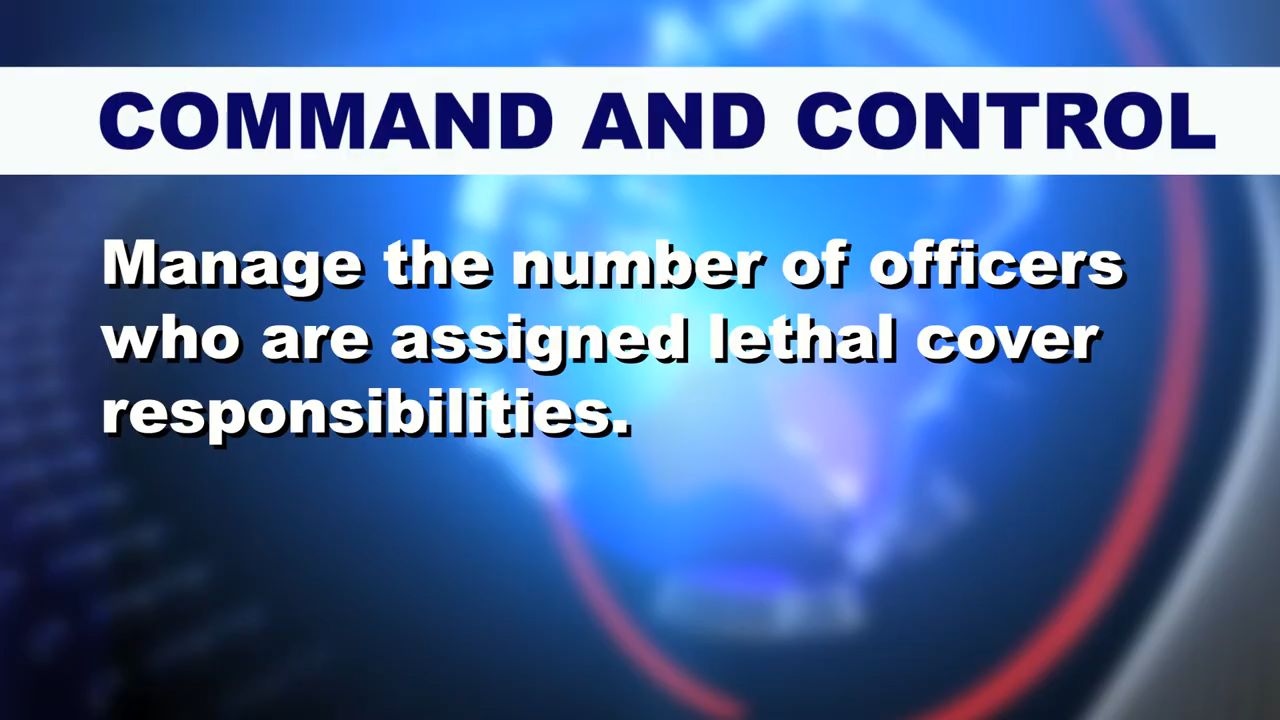 COMMAND AND CONTROL
Manage the number of officers
who are assigned lethal cover
responsibilities.